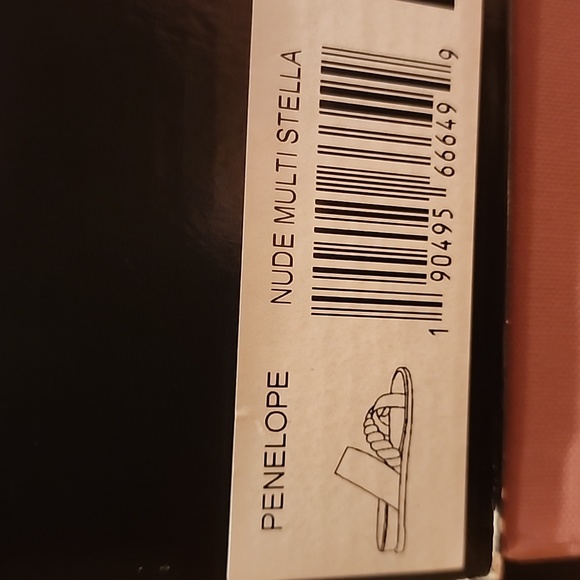 PENELOPE NUDE MULTI STELLA
1 90495 66649 9